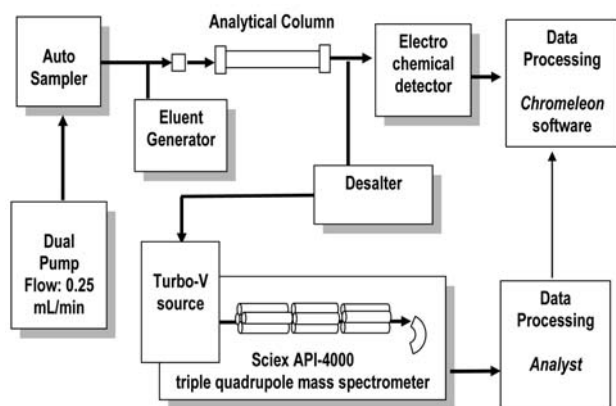 Analytical Column
Auto
Sampler
Electro
chemical
detector
Data
Processing
Chromeleon
software
Eluent
Generator
Desalter
Dual
Pump
Flow: 0.25
mL/min
Turbo-V
source
Sciex API-4000
triple quadrupole mass spectrometer
Data
Processing
Analyst